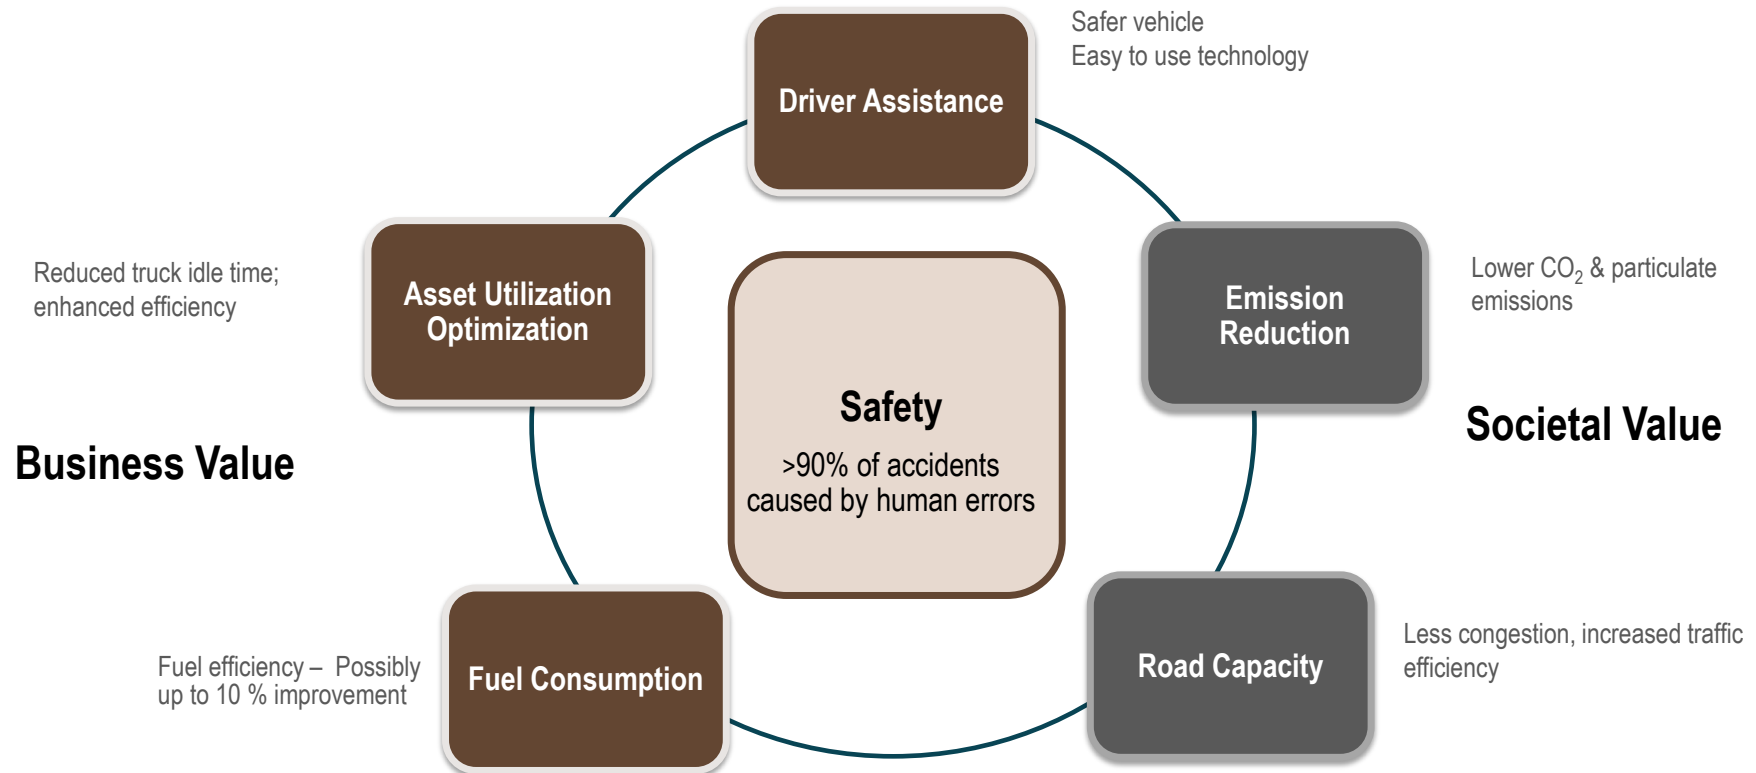 Safer vehicle
Easy to use technology
Driver Assistance
Reduced truck idle time;
enhanced efficiency
Asset Utilization
Optimization
Emission
Reduction
Lower CO₂ & particulate
emissions
Safety
>90% of accidents
caused by human errors
Business Value
Societal Value
Fuel efficiency – Possibly
up to 10 % improvement
Fuel Consumption
Road Capacity
Less congestion, increased traffic
efficiency